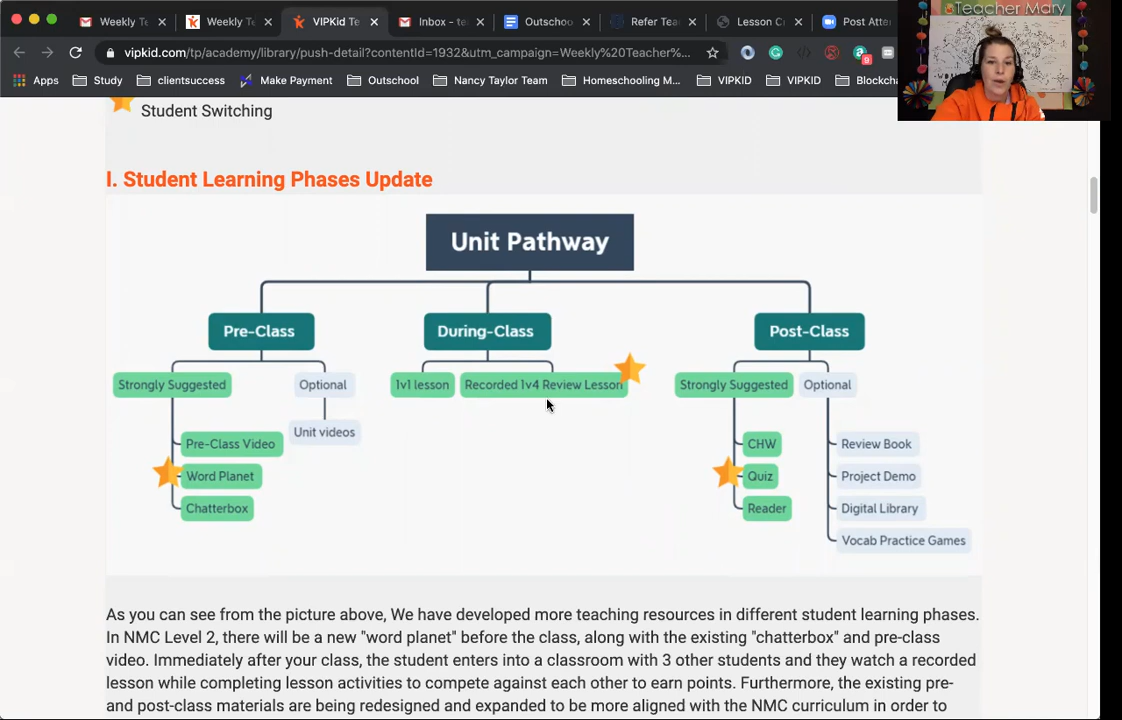 Weekly Te
Weekly Te
VIPKid Te
Inbox - te
Outschoo
Refer Tea
Lesson C
Post Atte
vipkid.com/tp/academy/library/push-detail?contentId=1932&utm_campaign=Weekly%20Teacher%...
9
Apps
Study
clientsuccess
Make Payment
Outschool
Nancy Taylor Team
Homeschooling M...
VIPKID
VIPKID
Blockcha
Teacher Mary
Student Switching
I. Student Learning Phases Update
Unit Pathway
Pre-Class
During-Class
Post-Class
Strongly Suggested
Optional
1v1 lesson
Recorded 1v4 Review Lesson
Strongly Suggested
Optional
Unit videos
Pre-Class Video
CHW
Review Book
Word Planet
Quiz
Project Demo
Chatterbox
Reader
Digital Library
Vocab Practice Games
As you can see from the picture above, We have developed more teaching resources in different student learning phases.
In NMC Level 2, there will be a new "word planet" before the class, along with the existing "chatterbox" and pre-class
video. Immediately after your class, the student enters into a classroom with 3 other students and they watch a recorded
lesson while completing lesson activities to compete against each other to earn points. Furthermore, the existing pre-
and post-class materials are being redesigned and expanded to be more aligned with the NMC curriculum in order to